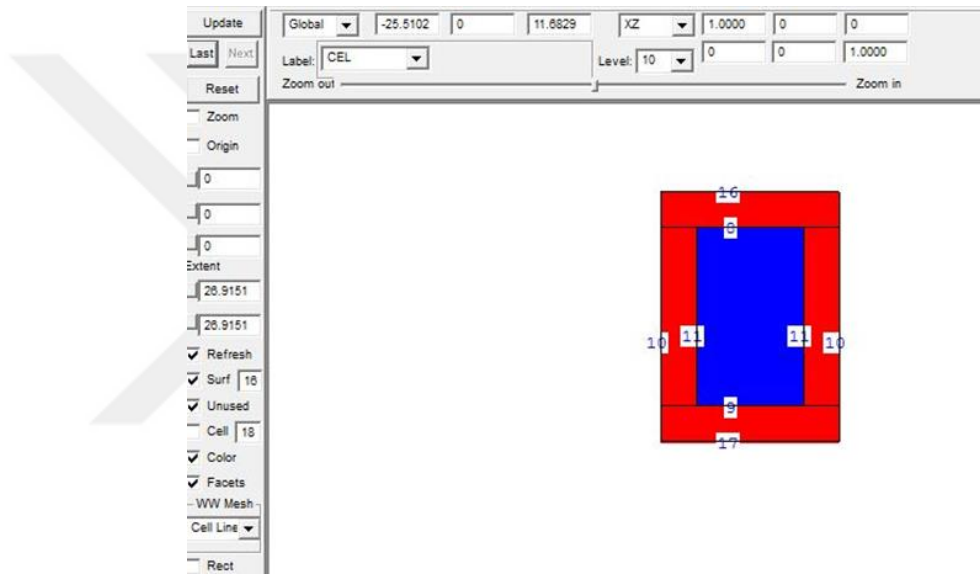 Update
Global -25.5102 0 11.6829 XZ 1.0000 0 0
Last Next
Label: CEL Level: 10 0 0 1.0000
Reset
Zoom out Zoom in
Zoom
Origin
0
0
0
Extent
26.9151
26.9151
Refresh
Surf 16
Unused
Cell 18
Color
Facets
WW Mesh
Cell Line
Rect
16
8
11 11
10 10
9
17